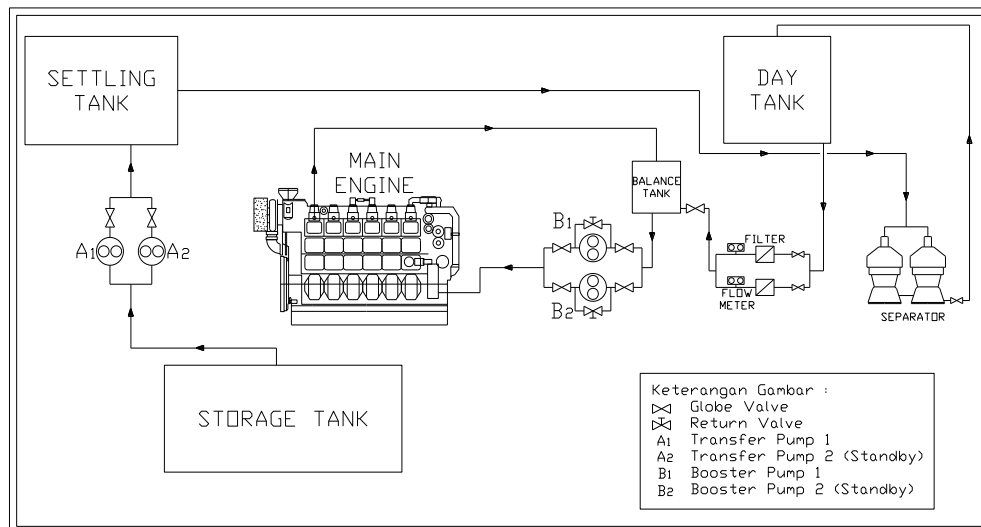 SETTLING
TANK
DAY
TANK
MAIN
ENGINE
BALANCE
TANK
A1
A2
B1
B2
FILTER
FLOW
METER
SEPARATOR
STORAGE TANK
Keterangan Gambar :
Globe Valve
Return Valve
A1 Transfer Pump 1
A2 Transfer Pump 2 (Standby)
B1 Booster Pump 1
B2 Booster Pump 2 (Standby)